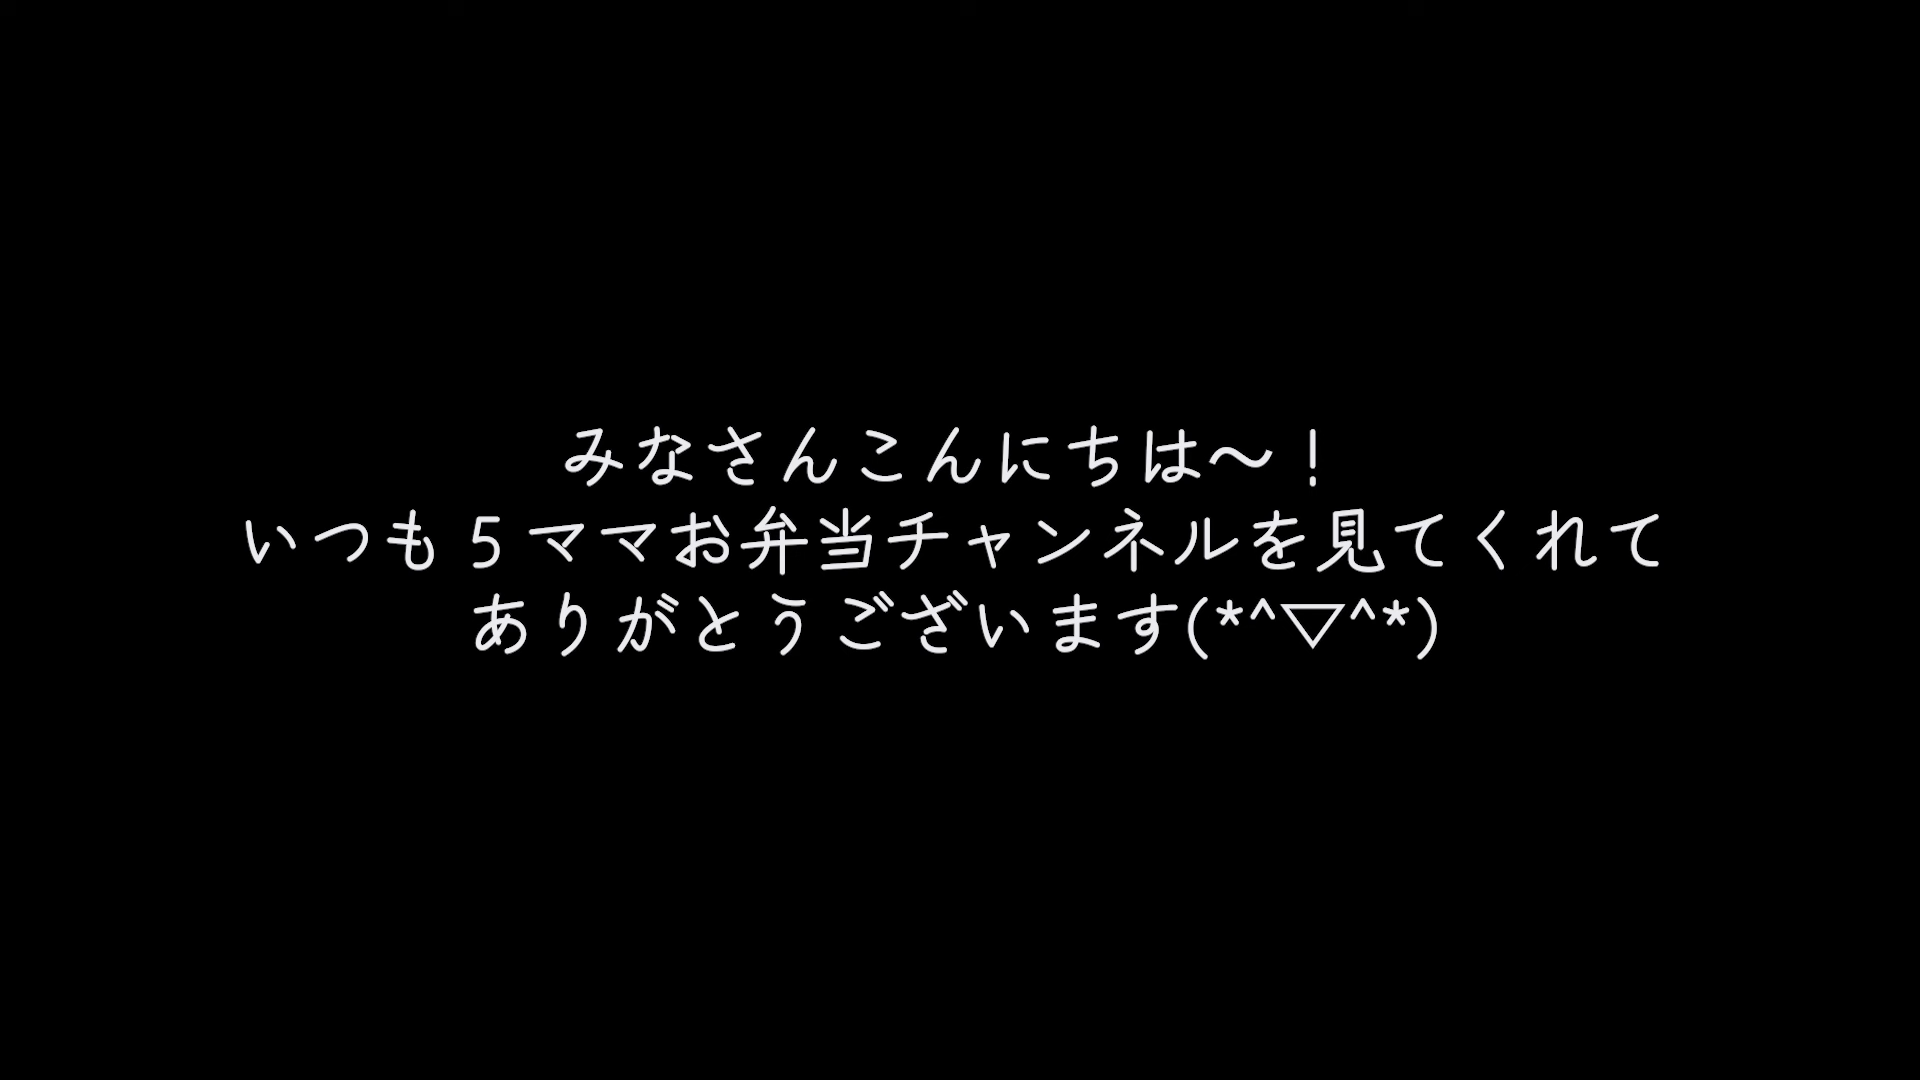 みなさんこんにちは～！
いつも５ママお弁当チャンネルを見てくれて
ありがとうございます(*^▽^*)